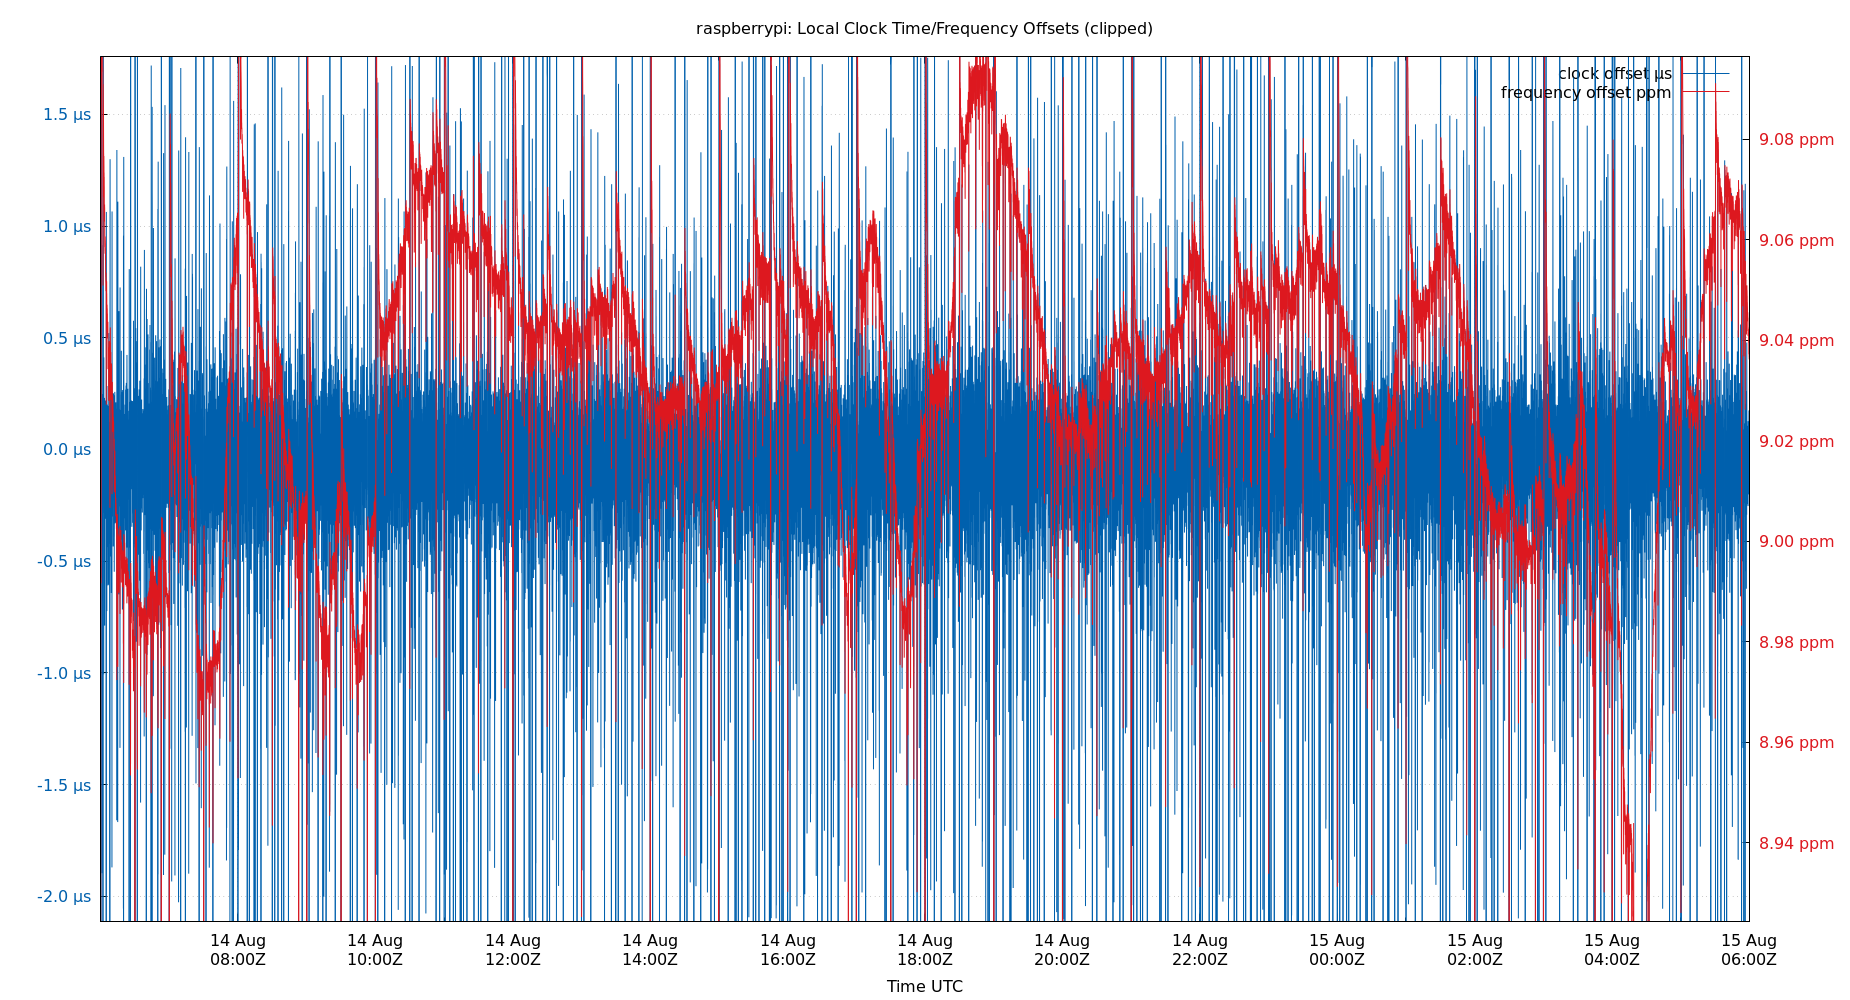 raspberrypi: Local Clock Time/Frequency Offsets (clipped)
clock offset µs
frequency offset ppm
1.5 µs
1.0 µs
0.5 µs
0.0 µs
-0.5 µs
-1.0 µs
-1.5 µs
-2.0 µs
9.08 ppm
9.06 ppm
9.04 ppm
9.02 ppm
9.00 ppm
8.98 ppm
8.96 ppm
8.94 ppm
14 Aug 14 Aug 14 Aug 14 Aug 14 Aug 14 Aug 14 Aug 14 Aug 15 Aug 15 Aug 15 Aug 15 Aug
08:00Z 10:00Z 12:00Z 14:00Z 16:00Z 18:00Z 20:00Z 22:00Z 00:00Z 02:00Z 04:00Z 06:00Z
Time UTC